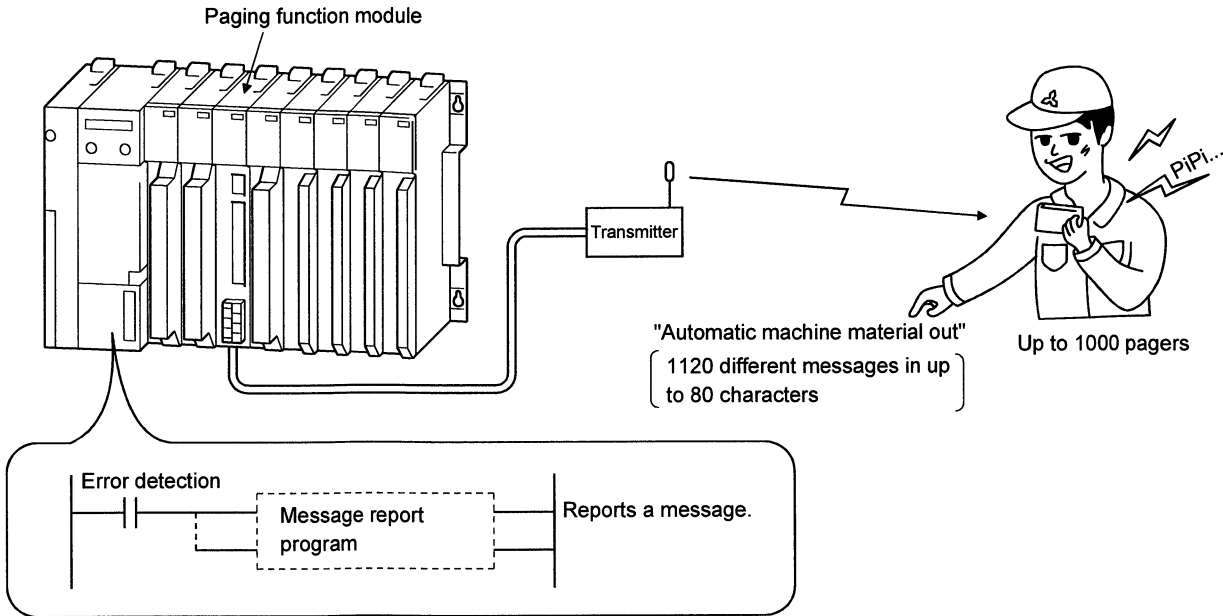 Paging function module
PiPi...
Transmitter
"Automatic machine material out"
1120 different messages in up
to 80 characters
Up to 1000 pagers
Error detection
Message report
program
Reports a message.